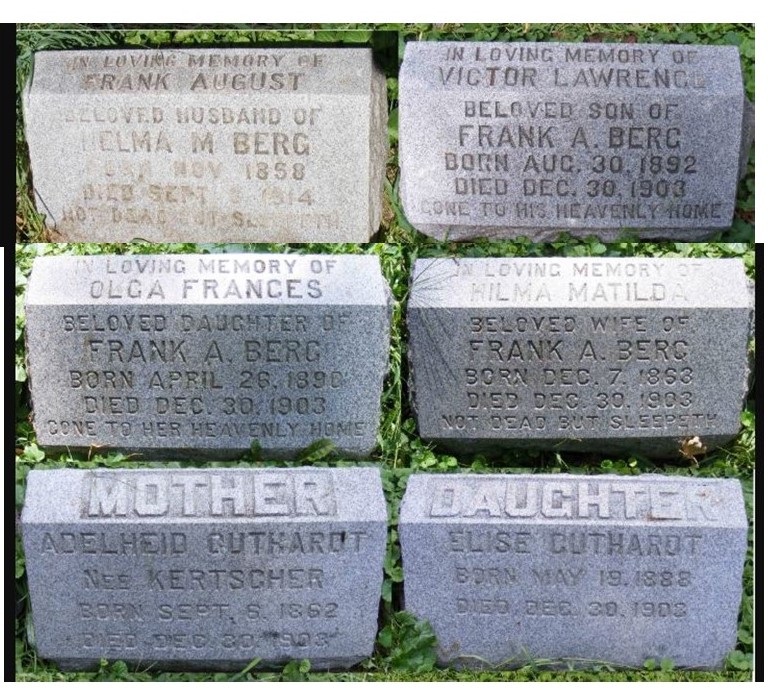 IN LOVING MEMORY OF
FRANK AUGUST
BELOVED HUSBAND OF
HELMA M BERG
BORN NOV 1858
DIED SEPT 1914
NOT DEAD BUT SLEEPETH
IN LOVING MEMORY OF
VICTOR LAWRENCE
BELOVED SON OF
FRANK A. BERG
BORN AUG. 30, 1892
DIED DEC. 30, 1903
GONE TO HIS HEAVENLY HOME
IN LOVING MEMORY OF
OLGA FRANCES
BELOVED DAUGHTER OF
FRANK A. BERG
BORN APRIL 26, 1890
DIED DEC. 30, 1903
GONE TO HER HEAVENLY HOME
IN LOVING MEMORY OF
HILMA MATILDA
BELOVED WIFE OF
FRANK A. BERG
BORN DEC. 7, 1863
DIED DEC. 30, 1903
NOT DEAD BUT SLEEPETH
MOTHER
ADELHEID GUTHARDT
NEE KERTSCHER
BORN SEPT. 6, 1862
DIED DEC 30, 1903
DAUGHTER
ELISE GUTHARDT
BORN MAY 19, 1888
DIED DEC. 30, 1903